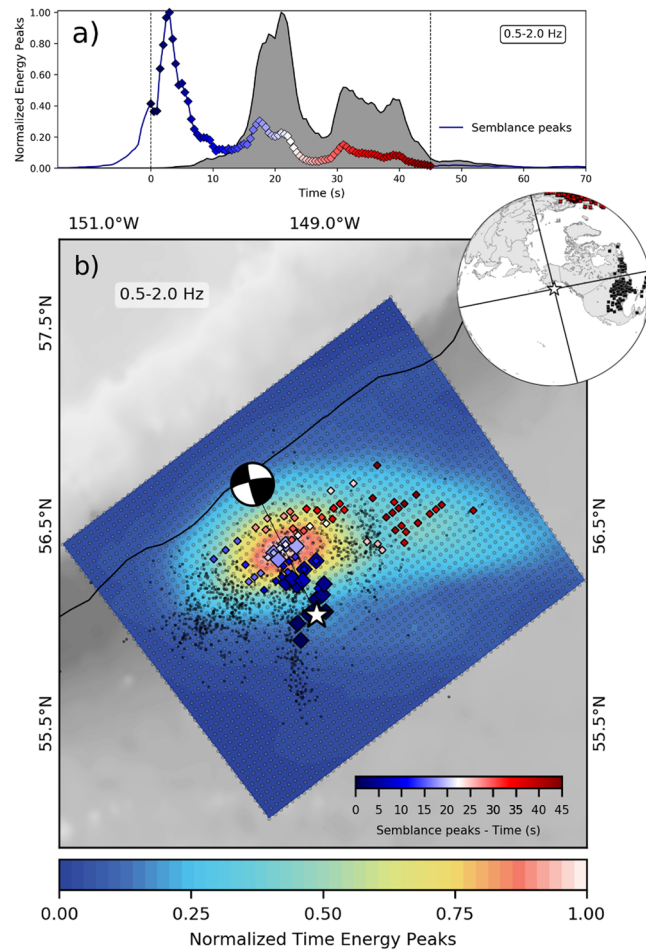 a)
0.5-2.0 Hz
Normalized Energy Peaks
1.00
0.80
0.60
0.40
0.20
0.00
Semblance peaks
0 10 20 30 40 50 60 70
Time (s)
151.0°W 149.0°W
b)
0.5-2.0 Hz
57.5°N
56.5°N 56.5°N
55.5°N 55.5°N
0 5 10 15 20 25 30 35 40 45
Semblance peaks - Time (s)
0.00 0.25 0.50 0.75 1.00
Normalized Time Energy Peaks